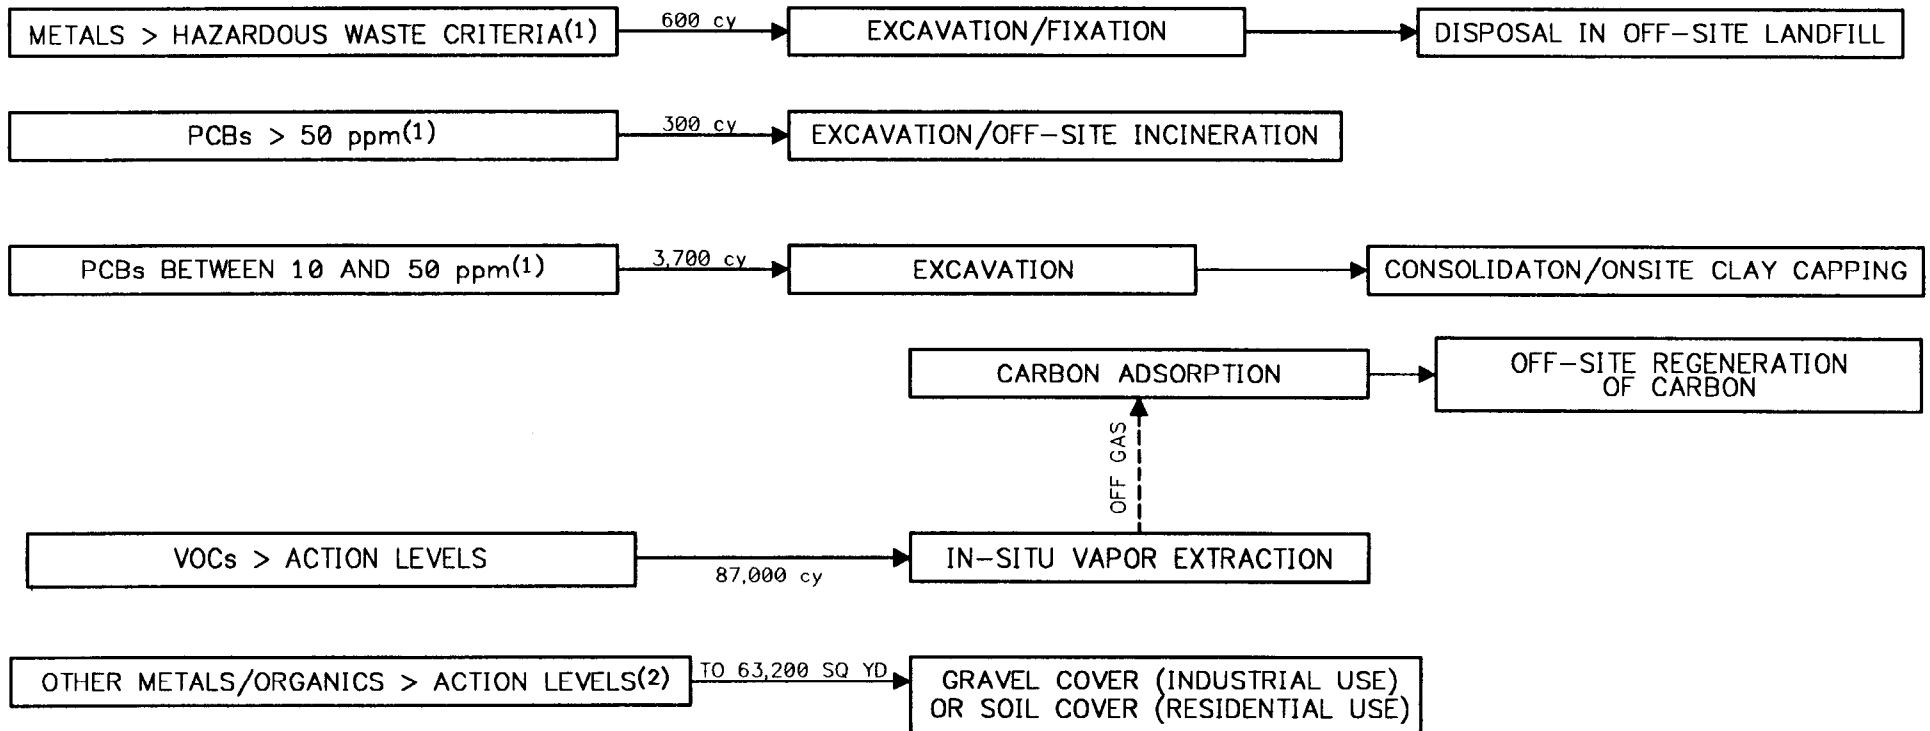 METALS > HAZARDOUS WASTE CRITERIA(1)
600 cy
EXCAVATION/FIXATION
DISPOSAL IN OFF-SITE LANDFILL
PCBs > 50 ppm(1)
300 cy
EXCAVATION/OFF-SITE INCINERATION
PCBs BETWEEN 10 AND 50 ppm(1)
3,700 cy
EXCAVATION
CONSOLIDATON/ONSITE CLAY CAPPING
CARBON ADSORPTION
OFF-SITE REGENERATION
OF CARBON
OFF GAS
VOCs > ACTION LEVELS
87,000 cy
IN-SITU VAPOR EXTRACTION
OTHER METALS/ORGANICS > ACTION LEVELS(2)
TO 63,200 SQ YD
GRAVEL COVER (INDUSTRIAL USE)
OR SOIL COVER (RESIDENTIAL USE)